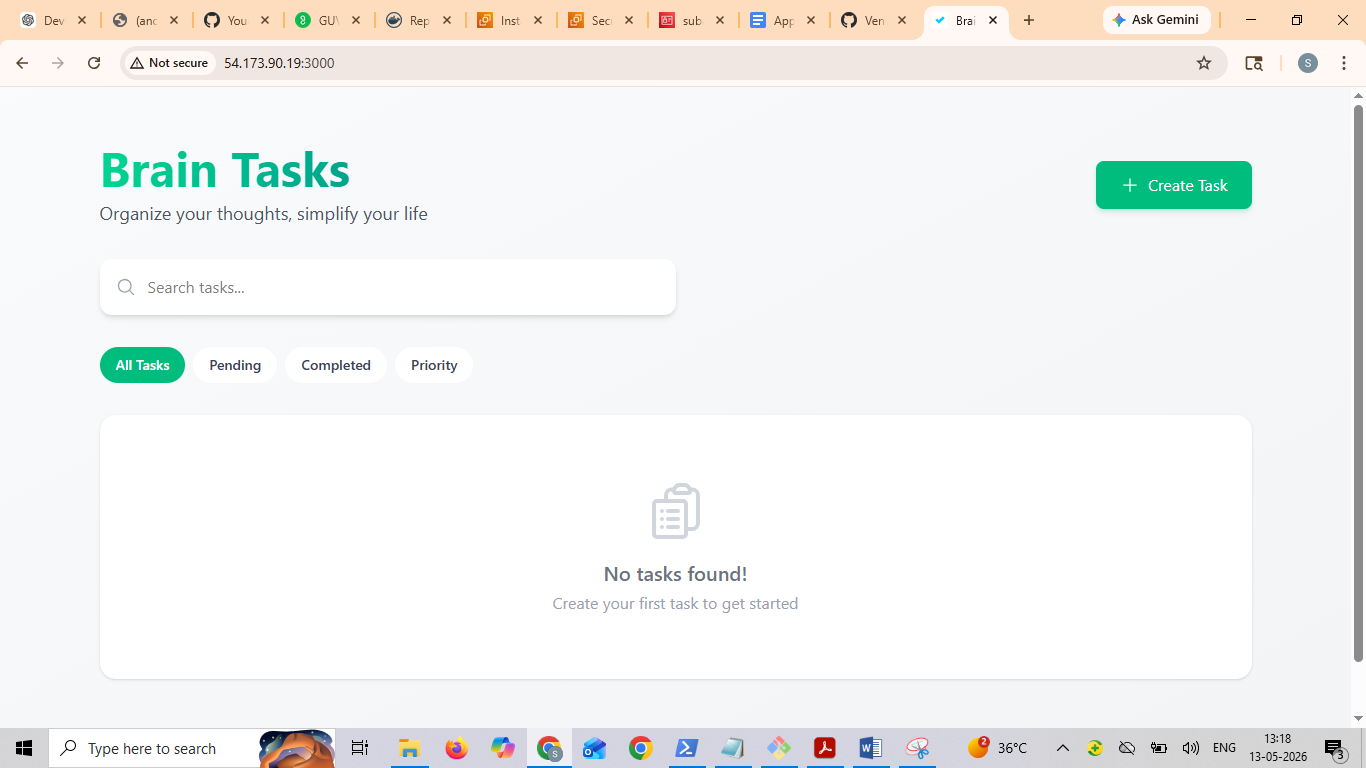 Dev
(anc
You
GUV
Rep
Inst
Sec
sub
App
Ven
Brai
Ask Gemini
Not secure
54.173.90.19:3000
S
Brain Tasks
Organize your thoughts, simplify your life
Create Task
Search tasks...
All Tasks
Pending
Completed
Priority
No tasks found!
Create your first task to get started
Type here to search
S
2
36°C
ENG
13:18
13-05-2026
3